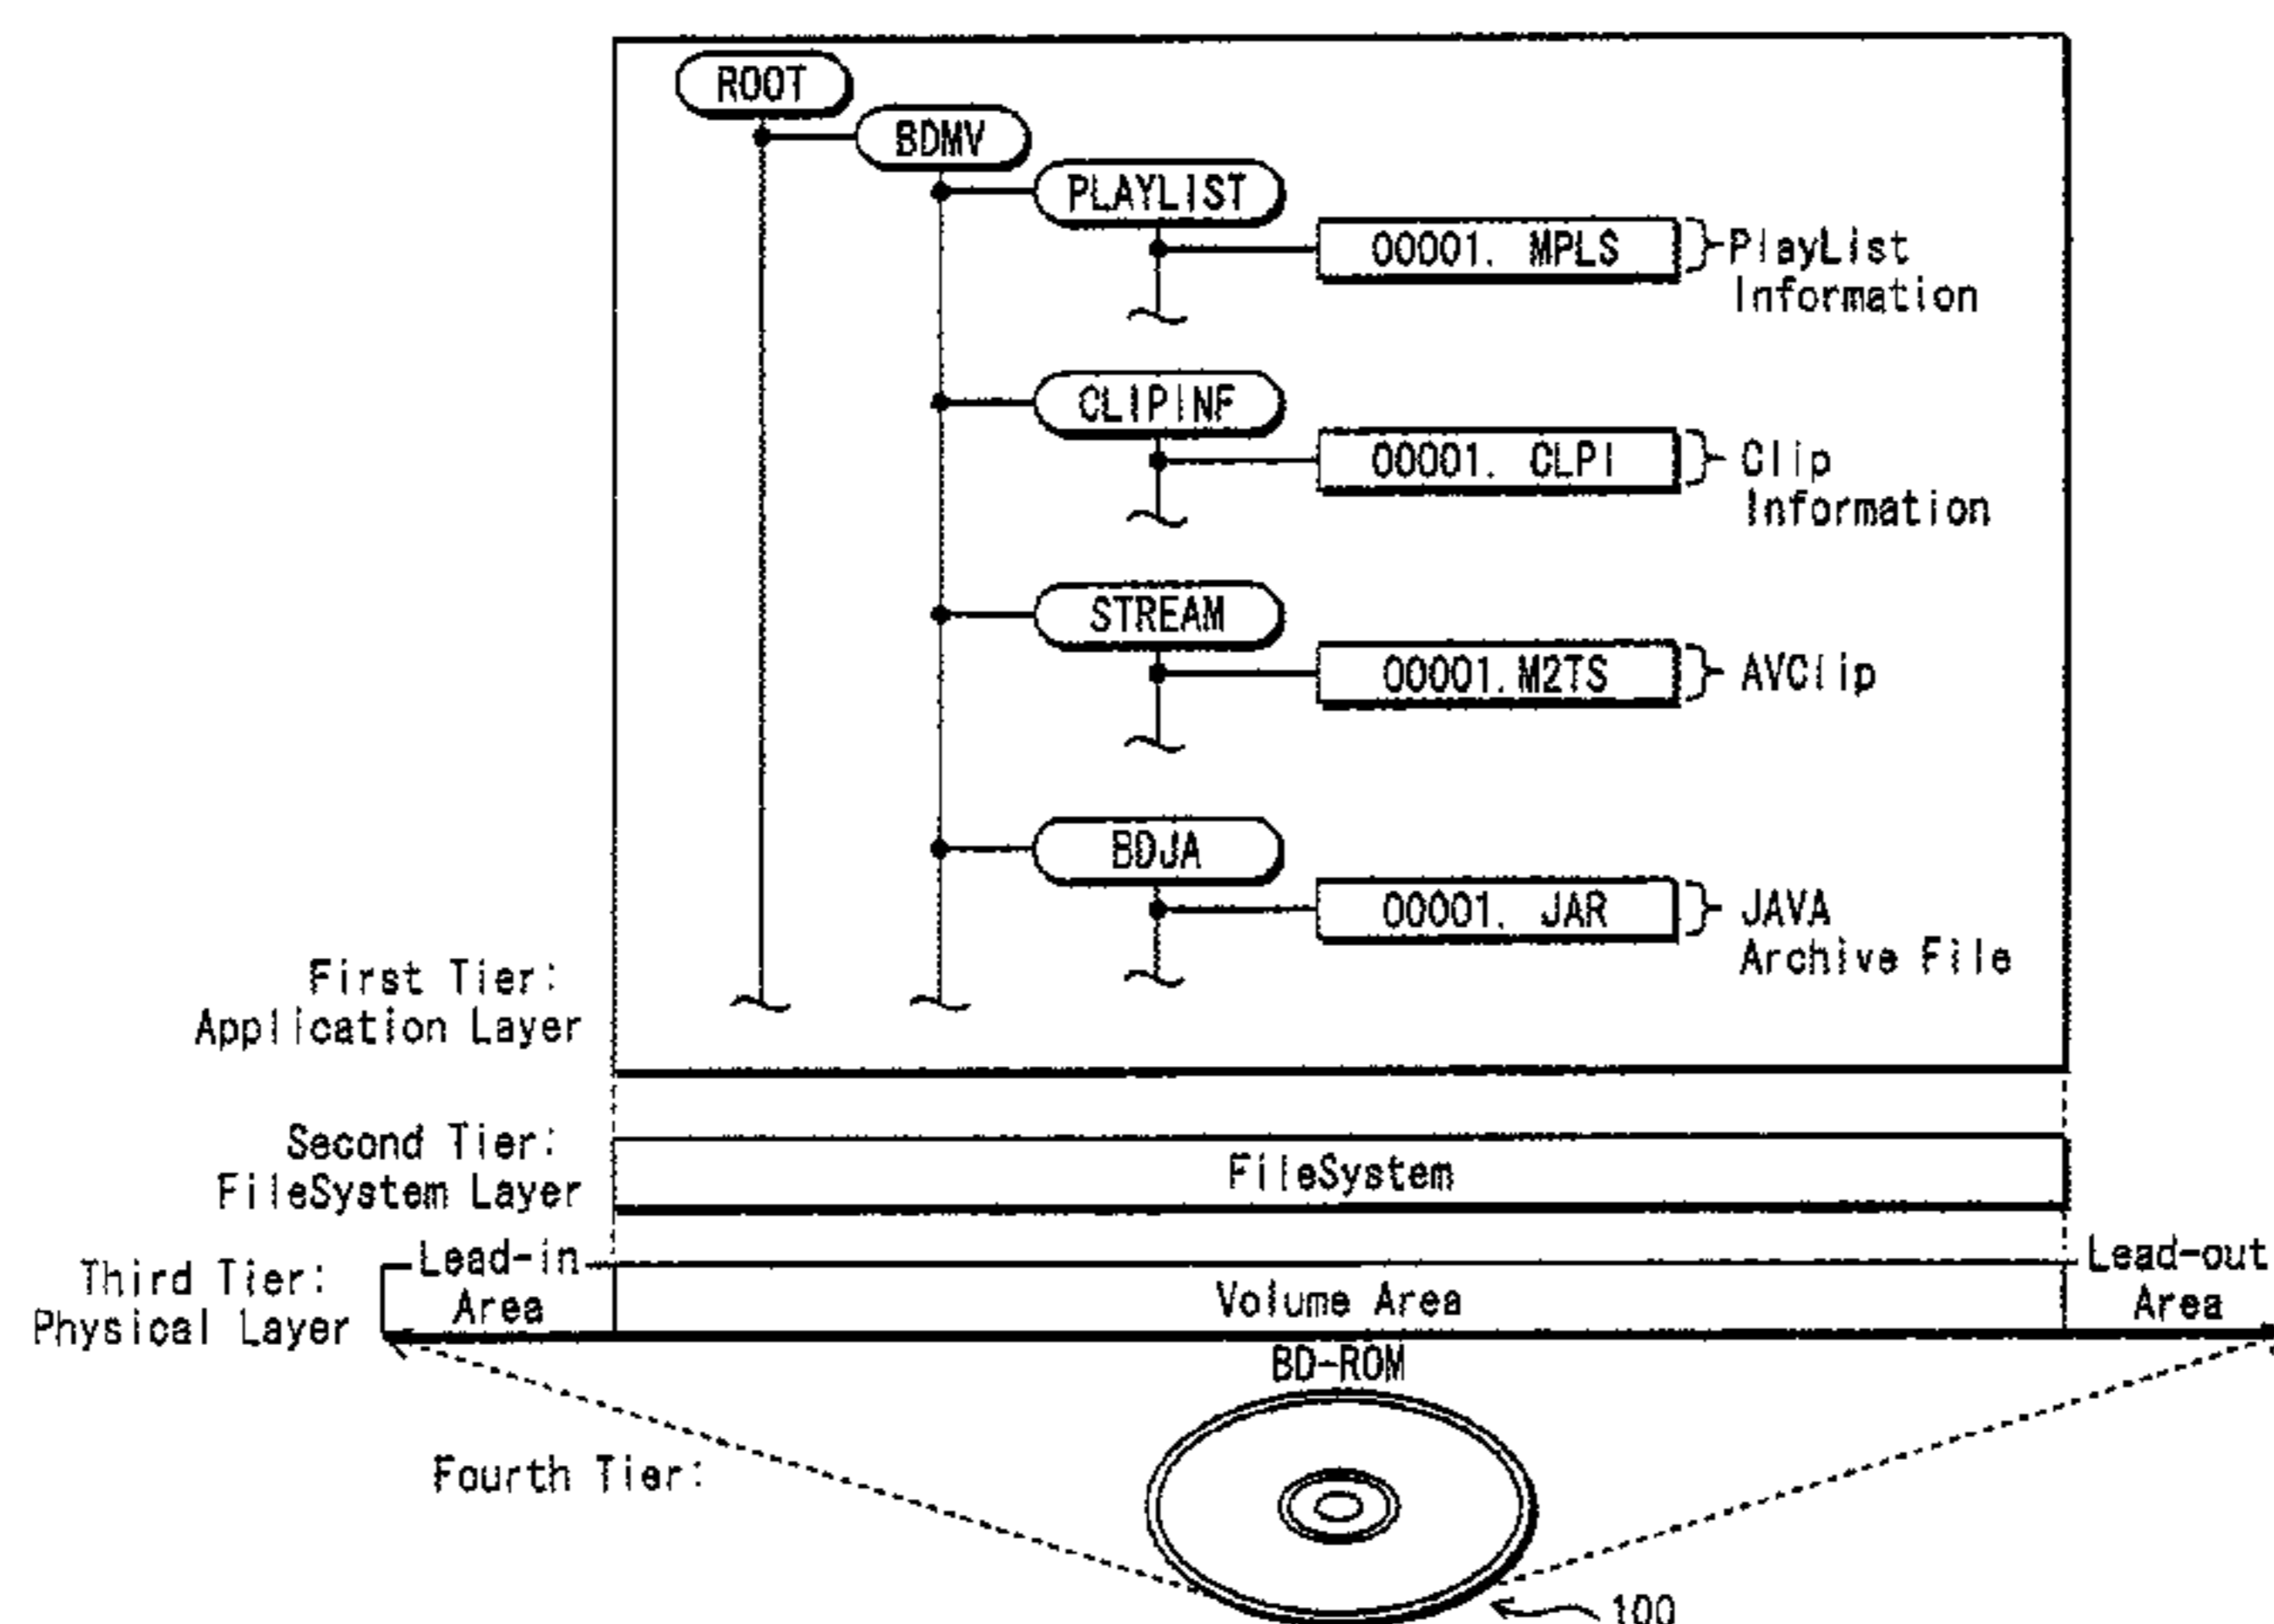 ROOT
BDMV
PLAYLIST
00001. MPLS
PlayList
Information
CLIPINF
00001. CLPI
Clip
Information
STREAM
00001.M2TS
AVClip
BDJA
00001. JAR
JAVA
Archive File
First Tier:
Application Layer
Second Tier:
FileSystem Layer
FileSystem
Third Tier:
Physical Layer
Lead-in
Area
Volume Area
Lead-out
Area
BD-ROM
Fourth Tier:
100